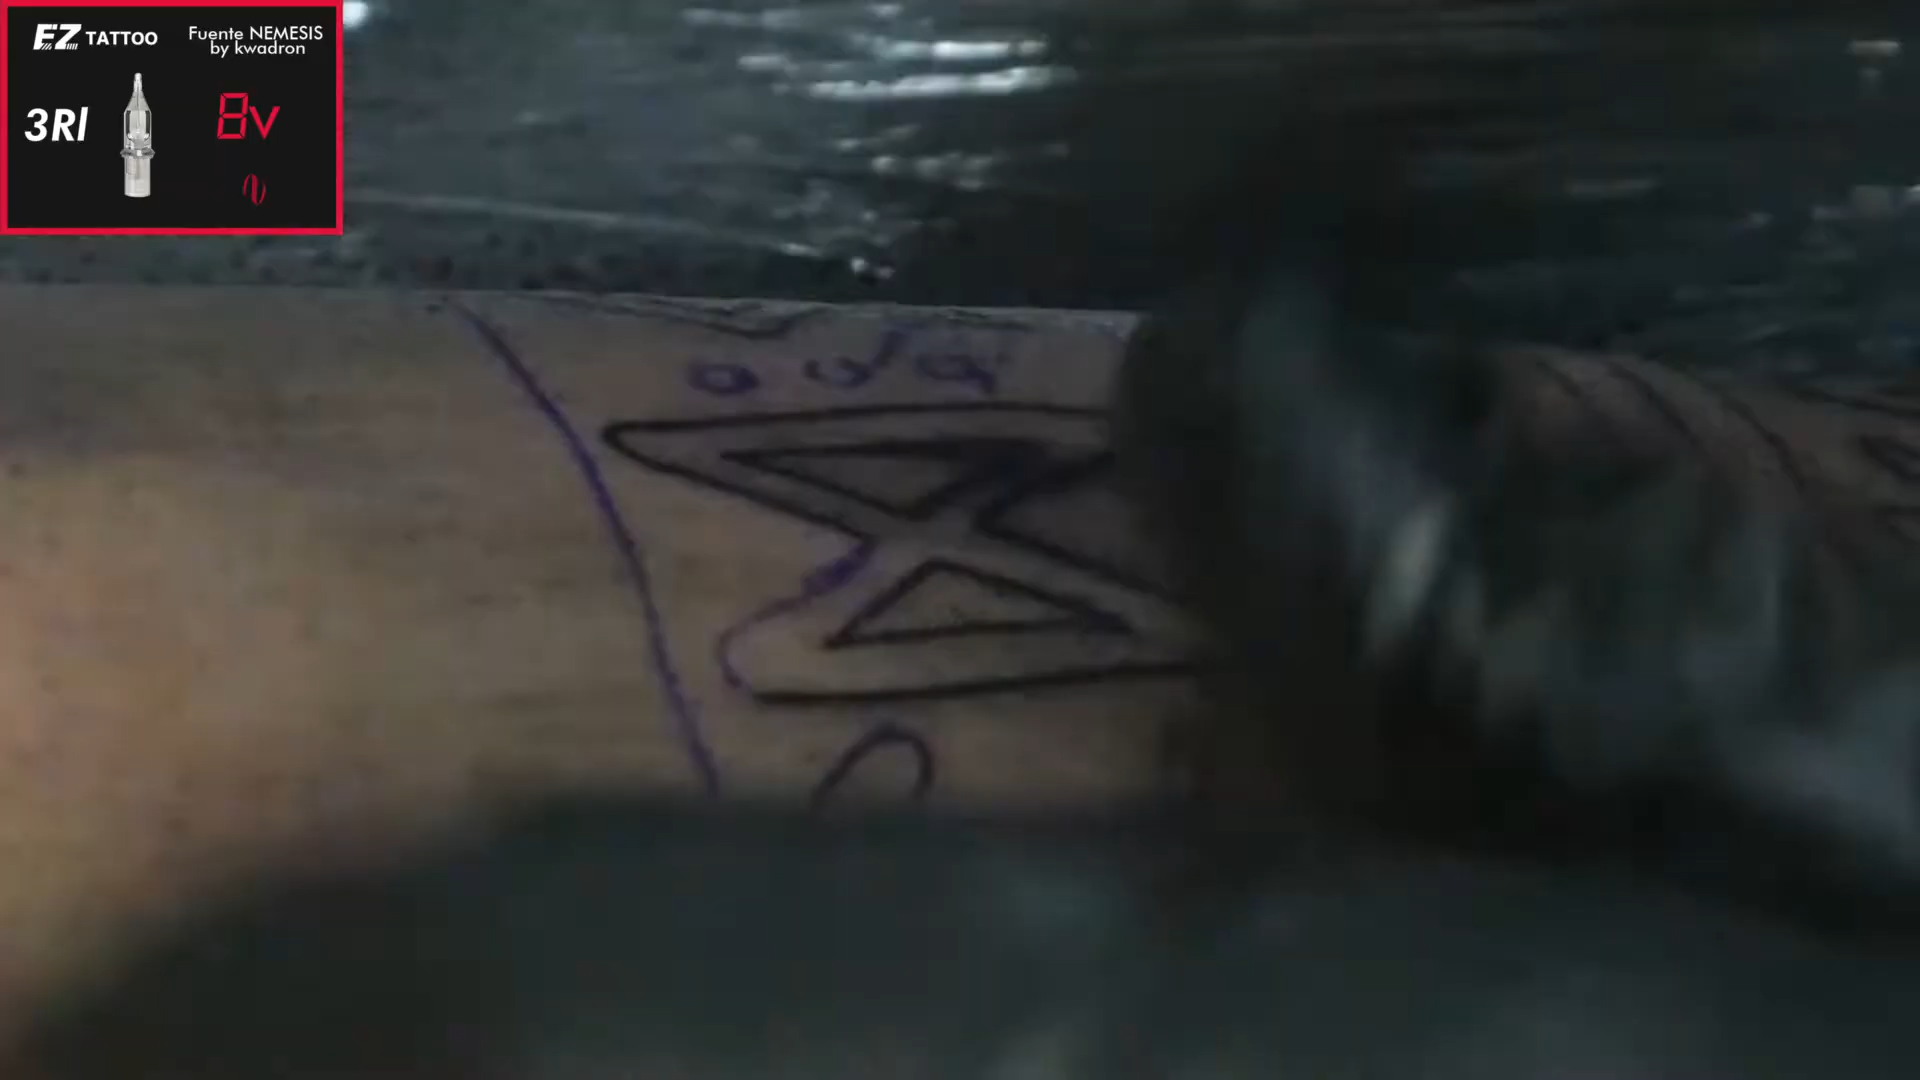 EZ TATTOO
Fuente NEMESIS
by kwadron
3Rl
8v